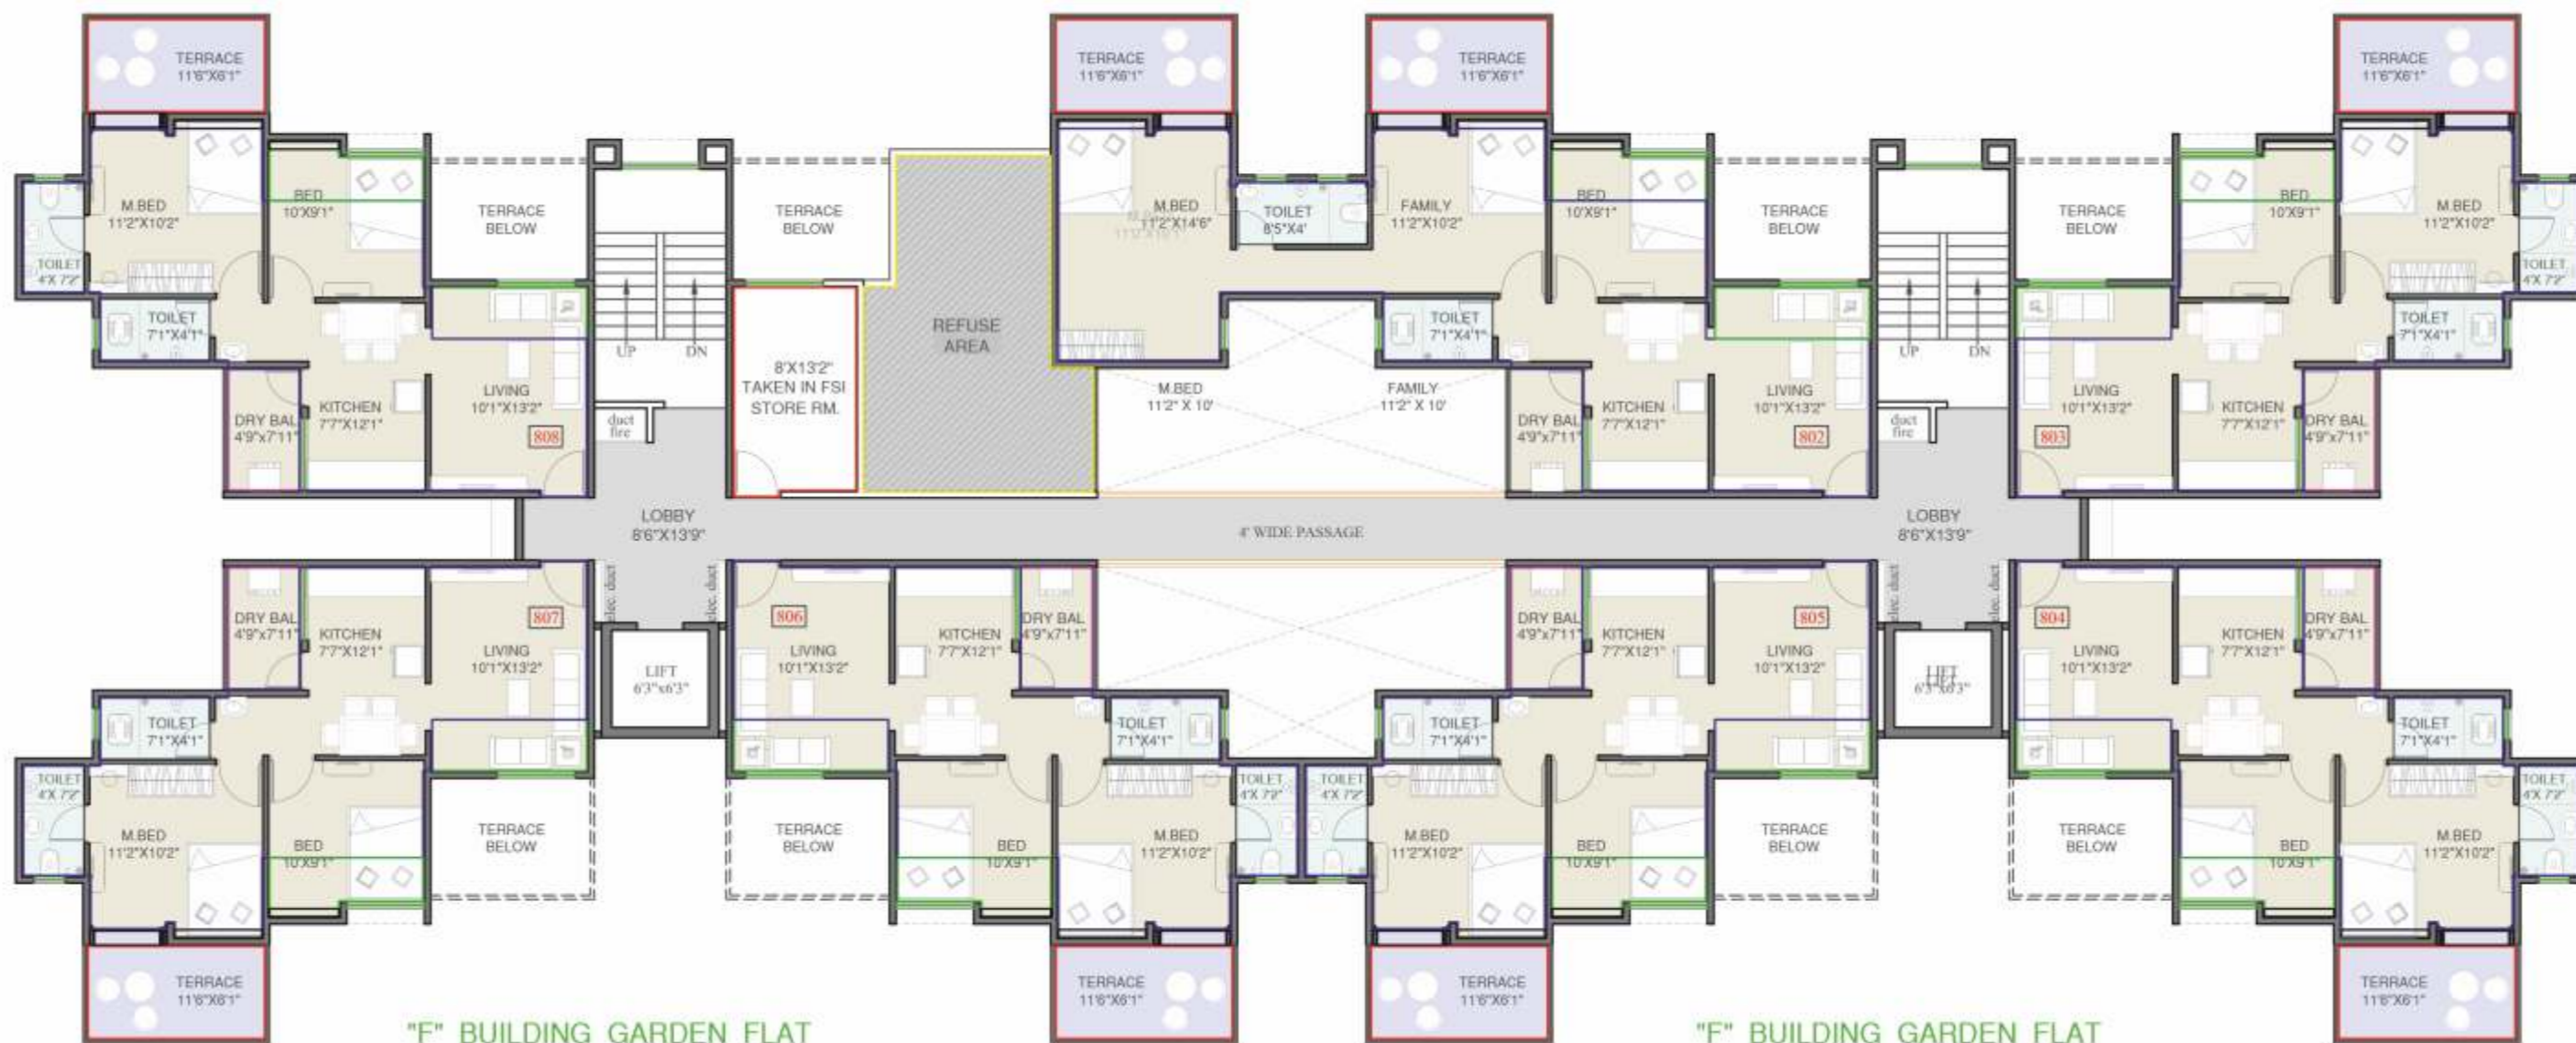 TERRACE
11'6"X6'1"
TERRACE
11'6"X6'1"
TERRACE
11'6"X6'1"
TERRACE
11'6"X6'1"
M.BED
11'2"X10'2"
BED
10'X9'1"
TERRACE
BELOW
TERRACE
BELOW
M.BED
11'2"X14'6"
TOILET
8'5"X4'
FAMILY
11'2"X10'2"
BED
10'X9'1"
TERRACE
BELOW
TERRACE
BELOW
BED
10'X9'1"
M.BED
11'2"X10'2"
TOILET
4'X 7'2"
TOILET
4'X 7'2"
TOILET
7'1"X4'1"
REFUSE
AREA
TOILET
7'1"X4'1"
TOILET
7'1"X4'1"
UP
DN
UP
DN
8'X13'2"
TAKEN IN FSI
STORE RM.
M.BED
11'2" X 10'
FAMILY
11'2" X 10'
DRY BAL
4'9"x7'11"
KITCHEN
7'7"X12'1"
LIVING
10'1"X13'2"
808
duct
fire
DRY BAL
4'9"x7'11"
KITCHEN
7'7"X12'1"
LIVING
10'1"X13'2"
802
duct
fire
LIVING
10'1"X13'2"
803
KITCHEN
7'7"X12'1"
DRY BAL
4'9"x7'11"
LOBBY
8'6"X13'9"
4' WIDE PASSAGE
LOBBY
8'6"X13'9"
DRY BAL
4'9"x7'11"
KITCHEN
7'7"X12'1"
807
LIVING
10'1"X13'2"
elec. duct
elec. duct
LIFT
6'3"x6'3"
806
LIVING
10'1"X13'2"
KITCHEN
7'7"X12'1"
DRY BAL
4'9"x7'11"
DRY BAL
4'9"x7'11"
KITCHEN
7'7"X12'1"
805
LIVING
10'1"X13'2"
elec. duct
elec. duct
LIFT
6'3"x6'3"
804
LIVING
10'1"X13'2"
KITCHEN
7'7"X12'1"
DRY BAL
4'9"x7'11"
TOILET
7'1"X4'1"
TOILET
7'1"X4'1"
TOILET
7'1"X4'1"
TOILET
7'1"X4'1"
TOILET
4'X 7'2"
TOILET
4'X 7'2"
TOILET
4'X 7'2"
TOILET
4'X 7'2"
M.BED
11'2"X10'2"
BED
10'X9'1"
TERRACE
BELOW
TERRACE
BELOW
BED
10'X9'1"
M.BED
11'2"X10'2"
M.BED
11'2"X10'2"
BED
10'X9'1"
TERRACE
BELOW
TERRACE
BELOW
BED
10'X9'1"
M.BED
11'2"X10'2"
TERRACE
11'6"X6'1"
TERRACE
11'6"X6'1"
TERRACE
11'6"X6'1"
TERRACE
11'6"X6'1"
"F" BUILDING GARDEN FLAT
"F" BUILDING GARDEN FLAT